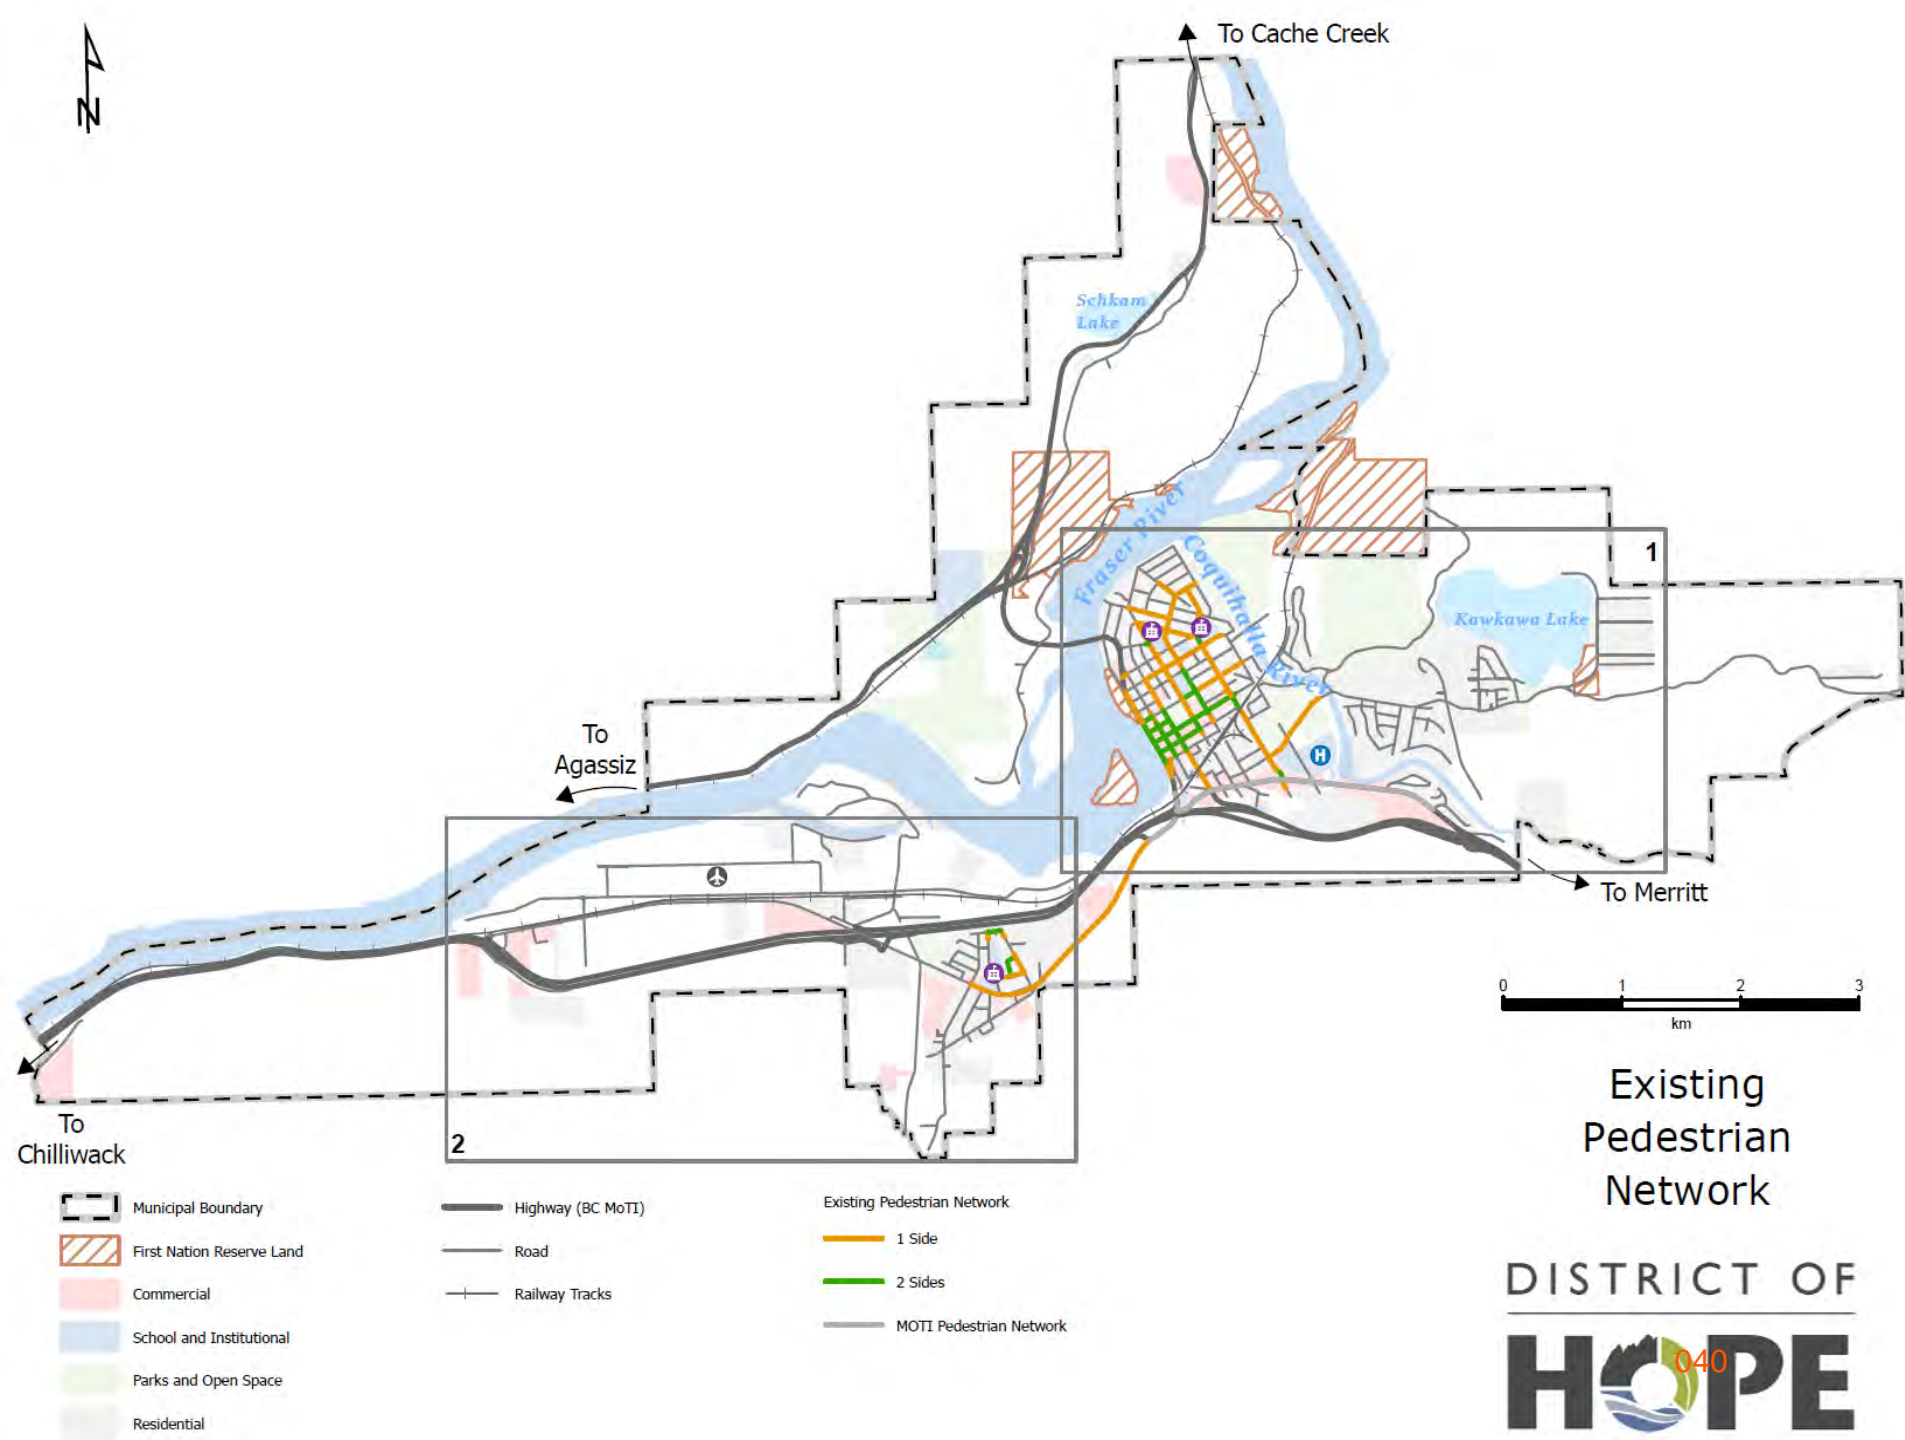 To Cache Creek
N
Schkam
Lake
Fraser River
Coquihalla River
1
Kawkawa Lake
To
Agassiz
H
To Merritt
0 1 2 3
km
To
Chilliwack
2
Existing
Pedestrian
Network
Municipal Boundary
First Nation Reserve Land
Commercial
School and Institutional
Parks and Open Space
Residential
Highway (BC MoTI)
Road
Railway Tracks
Existing Pedestrian Network
1 Side
2 Sides
MOTI Pedestrian Network
DISTRICT OF
HOPE
040